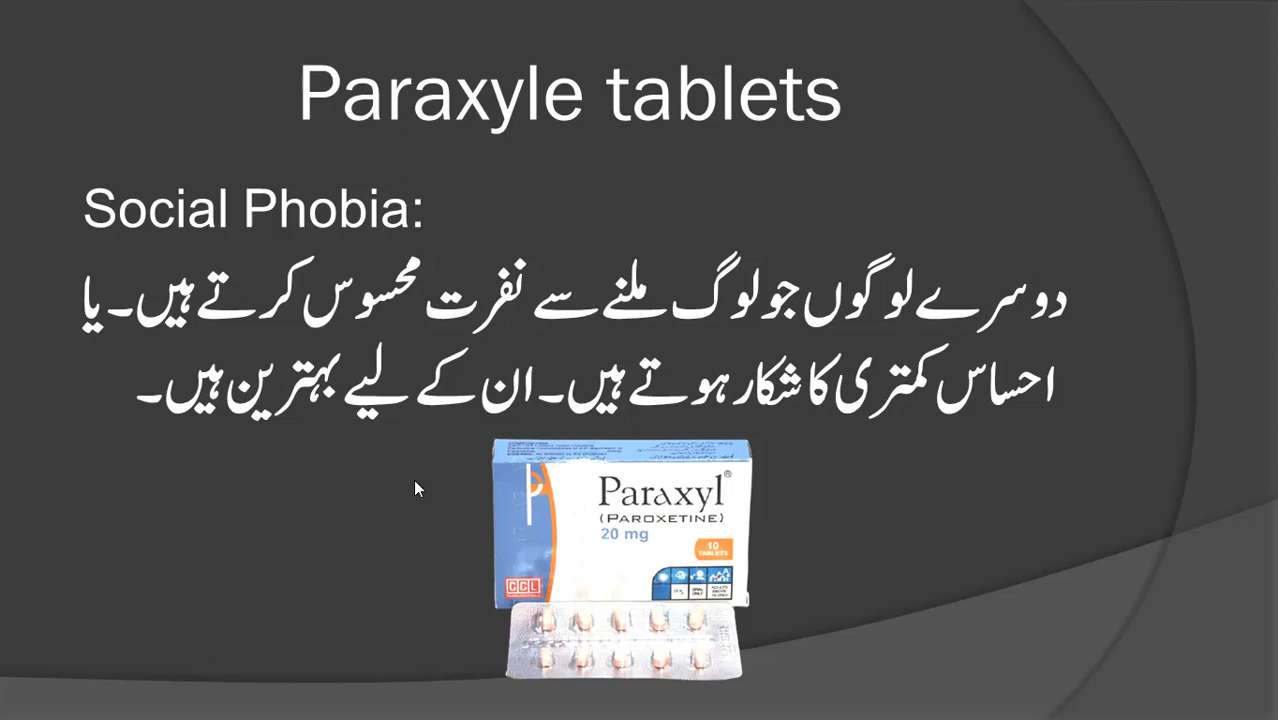 Paraxyle tablets
Social Phobia:
دوسرے لوگوں جو لوگ ملنے سے نفرت محسوس کرتے ہیں۔ یا
احساس کمتری کا شکار ہوتے ہیں۔ ان کے لیے بہترین ہیں۔
Paraxyl®
(PAROXETINE)
20 mg
10
TABLETS
CCL